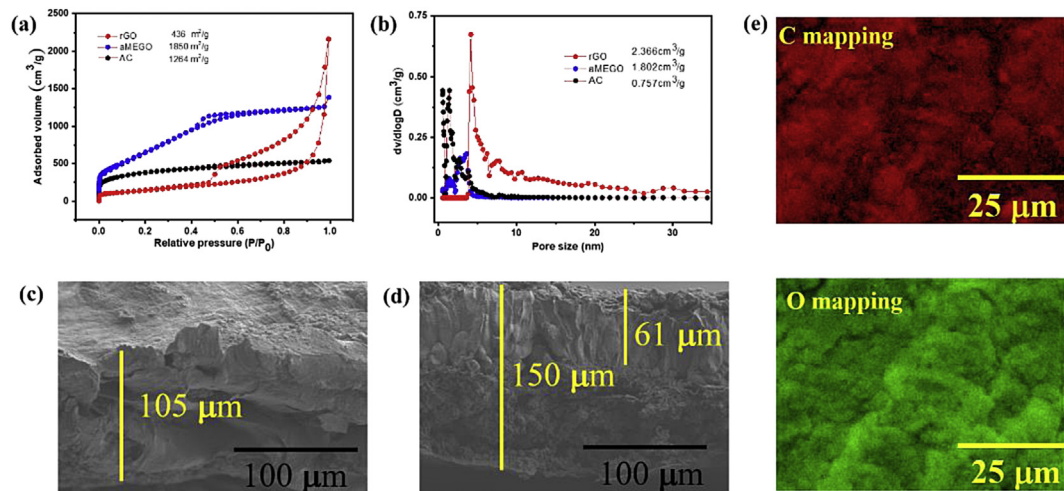 (a)
2500
2250
2000
1500
1000
500
0
Adsorbed volume (cm³/g)
rGO 436 m²/g
aMEGO 1850 m²/g
AC 1264 m²/g
0.0 0.2 0.4 0.6 0.8 1.0
Relative pressure (P/P₀)
(b)
0.75
0.50
0.25
0.00
dv/dlogD (cm³/g)
rGO 2.366cm³/g
aMEGO 1.802cm³/g
AC 0.757cm³/g
0 10 20 30
Pore size (nm)
(e)
C mapping
25 μm
(c)
105 μm
100 μm
(d)
61 μm
150 μm
100 μm
O mapping
25 μm